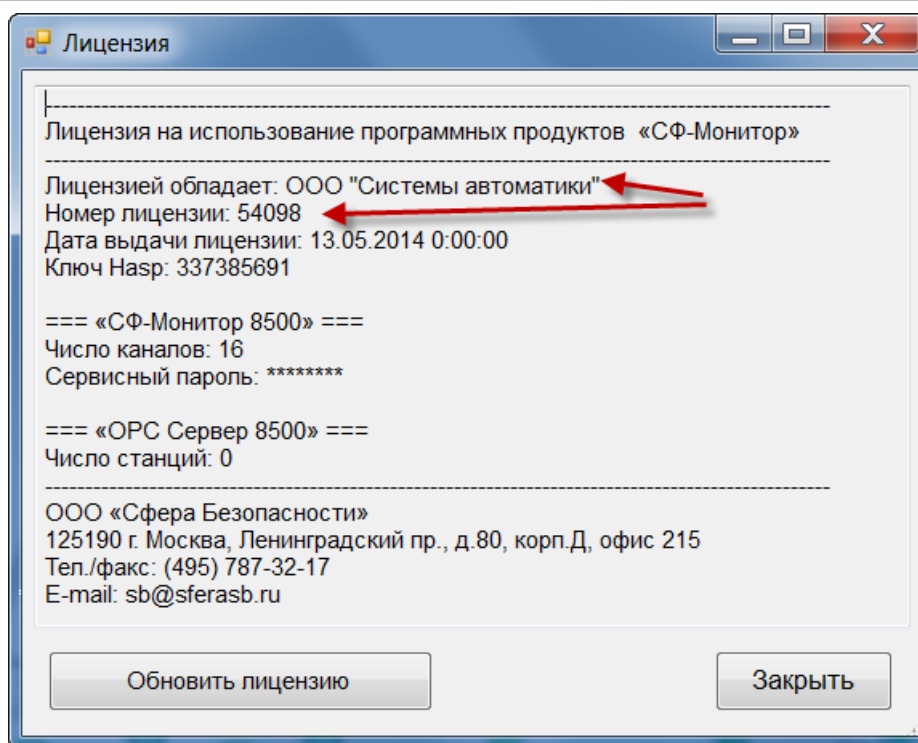 Лицензия
--------------------------------------------------------------------------------------------------
Лицензия на использование программных продуктов «СФ-Монитор»
--------------------------------------------------------------------------------------------------
Лицензией обладает: ООО "Системы автоматики"
Номер лицензии: 54098
Дата выдачи лицензии: 13.05.2014 0:00:00
Ключ Hasp: 337385691
=== «СФ-Монитор 8500» ===
Число каналов: 16
Сервисный пароль: ********
=== «OPC Сервер 8500» ===
Число станций: 0
--------------------------------------------------------------------------------------------------
ООО «Сфера Безопасности»
125190 г. Москва, Ленинградский пр., д.80, корп.Д, офис 215
Тел./факс: (495) 787-32-17
E-mail: sb@sferasb.ru
Обновить лицензию
Закрыть